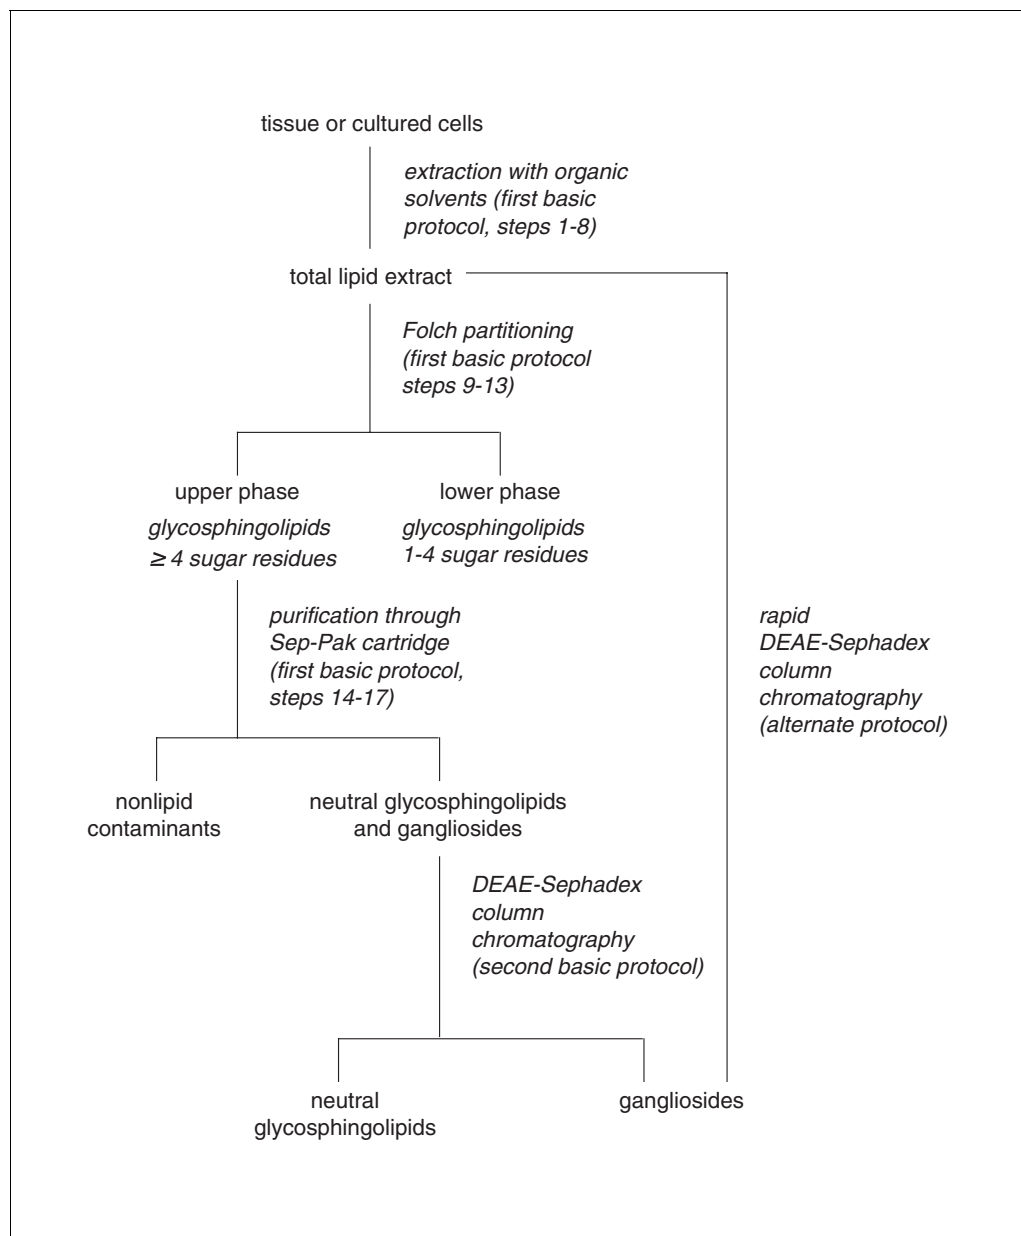 tissue or cultured cells
extraction with organic
solvents (first basic
protocol, steps 1-8)
total lipid extract
Folch partitioning
(first basic protocol
steps 9-13)
upper phase
glycosphingolipids
≥ 4 sugar residues
lower phase
glycosphingolipids
1-4 sugar residues
purification through
Sep-Pak cartridge
(first basic protocol,
steps 14-17)
rapid
DEAE-Sephadex
column
chromatography
(alternate protocol)
nonlipid
contaminants
neutral glycosphingolipids
and gangliosides
DEAE-Sephadex
column
chromatography
(second basic protocol)
neutral
glycosphingolipids
gangliosides